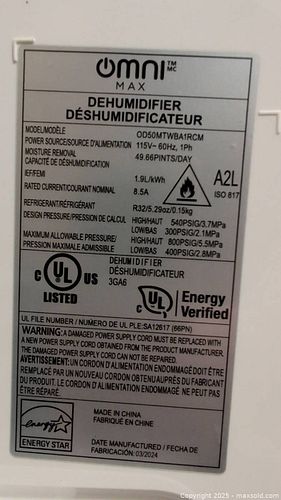 OMNI™ MC
MAX
DEHUMIDIFIER
DÉSHUMIDIFICATEUR
MODEL/MODÈLE OD50MTWBA1RCM
POWER SOURCE/SOURCE D'ALIMENTATION 115V~ 60Hz, 1Ph
MOISTURE REMOVAL 49.66PINTS/DAY
CAPACITÉ DE DÉSHUMIDIFICATION
IEF/FEMI 1.9L/kWh
RATED CURRENT/COURANT NOMINAL 8.5A
A2L
ISO 817
REFRIGERANT/RÉFRIGÉRANT R32/5.29oz/0.15kg
DESIGN PRESSURE/PRESSION DE CALCUL HIGH/HAUT 540PSIG/3.7MPa
LOW/BAS 300PSIG/2.1MPa
MAXIMUM ALLOWABLE PRESSURE/ HIGH/HAUT 800PSIG/5.5MPa
PRESSION MAXIMALE ADMISSIBLE LOW/BAS 400PSIG/2.8MPa
C UL US
LISTED
DEHUMIDIFIER
DÉSHUMIDIFICATEUR
3GA6
C UL
Energy
Verified
UL FILE NUMBER / NUMÉRO DE UL PLE:SA12617 (66PN)
WARNING: A DAMAGED POWER SUPPLY CORD MUST BE REPLACED WITH
A NEW POWER SUPPLY CORD OBTAINED FROM THE PRODUCT MANUFACTURER,
THE DAMAGED POWER SUPPLY CORD CAN NOT BE REPAIRED.
AVERTISSEMENT:UN CORDON D'ALIMENTATION ENDOMMAGÉ DOIT ÊTRE
REMPLACÉ PAR UN NOUVEAU CORDON OBTENU AUPRÈS DU FABRICANT
DU PRODUIT. LE CORDON D'ALIMENTATION ENDOMMAGÉ NE PEUT PAS
ÊTRE RÉPARÉ.
energy
ENERGY STAR
MADE IN CHINA
FABRIQUÉ EN CHINE
DATE MANUFACTURED / FECHA DE
FABRICACIÓN: 03/2024
Copyright 2025 - maxsold.com